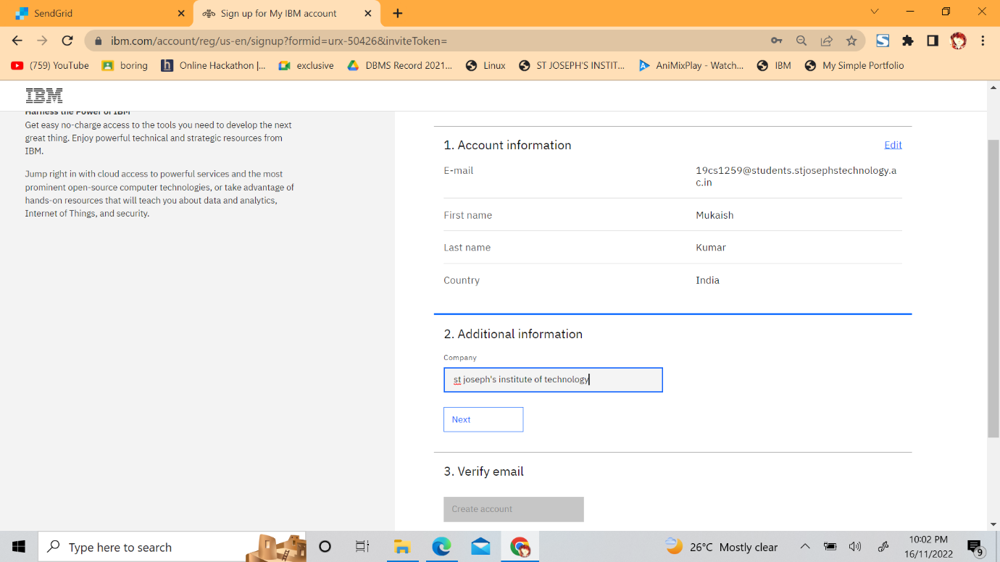 SendGrid
Sign up for My IBM account
ibm.com/account/reg/us-en/signup?formid=urx-50426&inviteToken=
(759) YouTube boring Online Hackathon |... exclusive DBMS Record 2021... Linux ST JOSEPH'S INSTIT... AniMixPlay - Watch... IBM My Simple Portfolio
IBM
Harness the Power of IBM
Get easy no-charge access to the tools you need to develop the next
great thing. Enjoy powerful technical and strategic resources from
IBM.
Jump right in with cloud access to powerful services and the most
prominent open-source computer technologies, or take advantage of
hands-on resources that will teach you about data and analytics,
Internet of Things, and security.
1. Account information Edit
E-mail 19cs1259@students.stjosephstechnology.a
c.in
First name Mukaish
Last name Kumar
Country India
2. Additional information
Company
st joseph's institute of technology
Next
3. Verify email
Create account
Type here to search
26°C Mostly clear
10:02 PM
16/11/2022
9